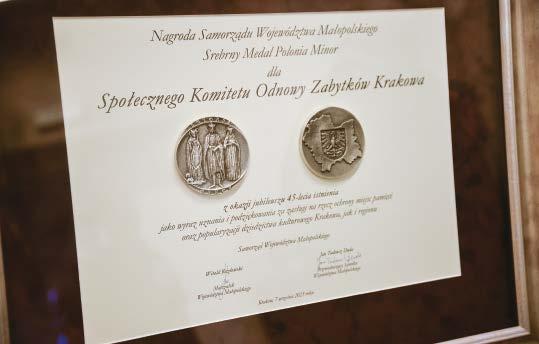 Nagroda Samorządu Województwa Małopolskiego
Srebrny Medal Polonia Minor
dla
Społecznego Komitetu Odnowy Zabytków Krakowa
z okazji jubileuszu 45-lecia istnienia
jako wyraz uznania i podziękowania za zasługi na rzecz ochrony miejsc pamięci
oraz popularyzacji dziedzictwa kulturowego Krakowa, jak i regionu
Samorząd Województwa Małopolskiego
Witold Kozłowski
Marszałek
Województwa Małopolskiego
Jan Tadeusz Duda
Przewodniczący Sejmiku
Województwa Małopolskiego
Kraków, 7 września 2023 roku